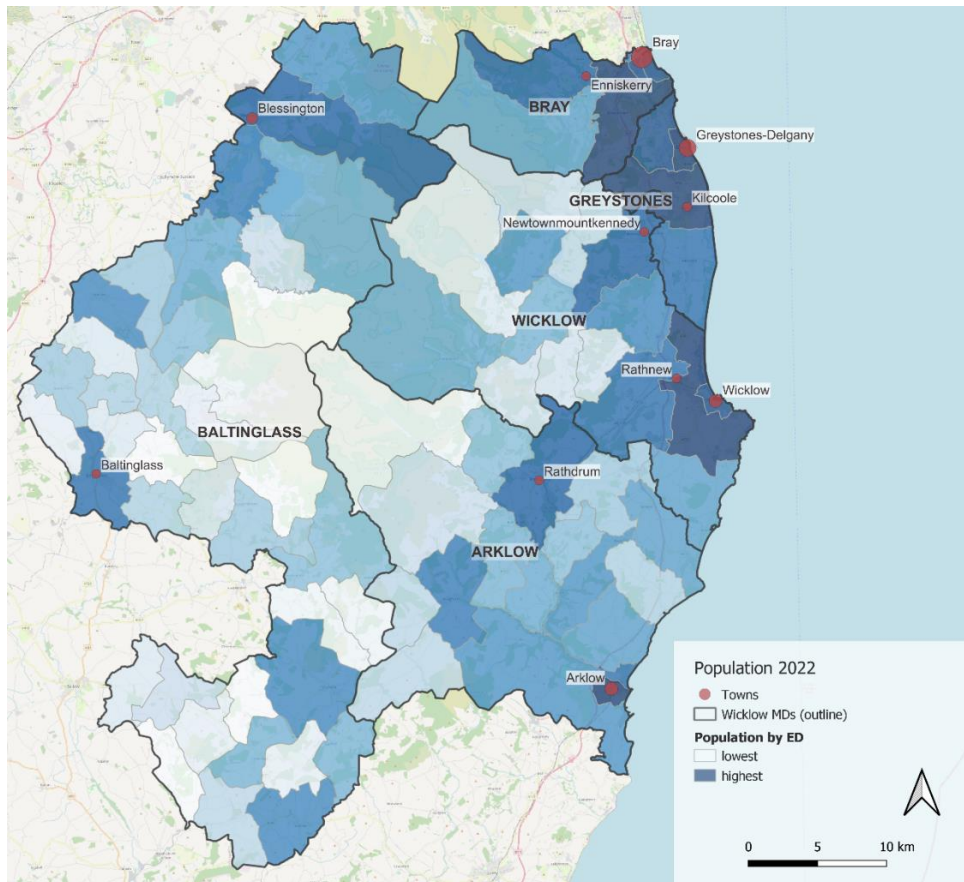 Bray
Enniskerry
BRAY
Blessington
Greystones-Delgany
GREYSTONES
Kilcoole
Newtownmountkennedy
WICKLOW
Rathnew
Wicklow
BALTINGLASS
Baltinglass
Rathdrum
ARKLOW
Arklow
Population 2022
Towns
Wicklow MDs (outline)
Population by ED
lowest
highest
0 5 10 km